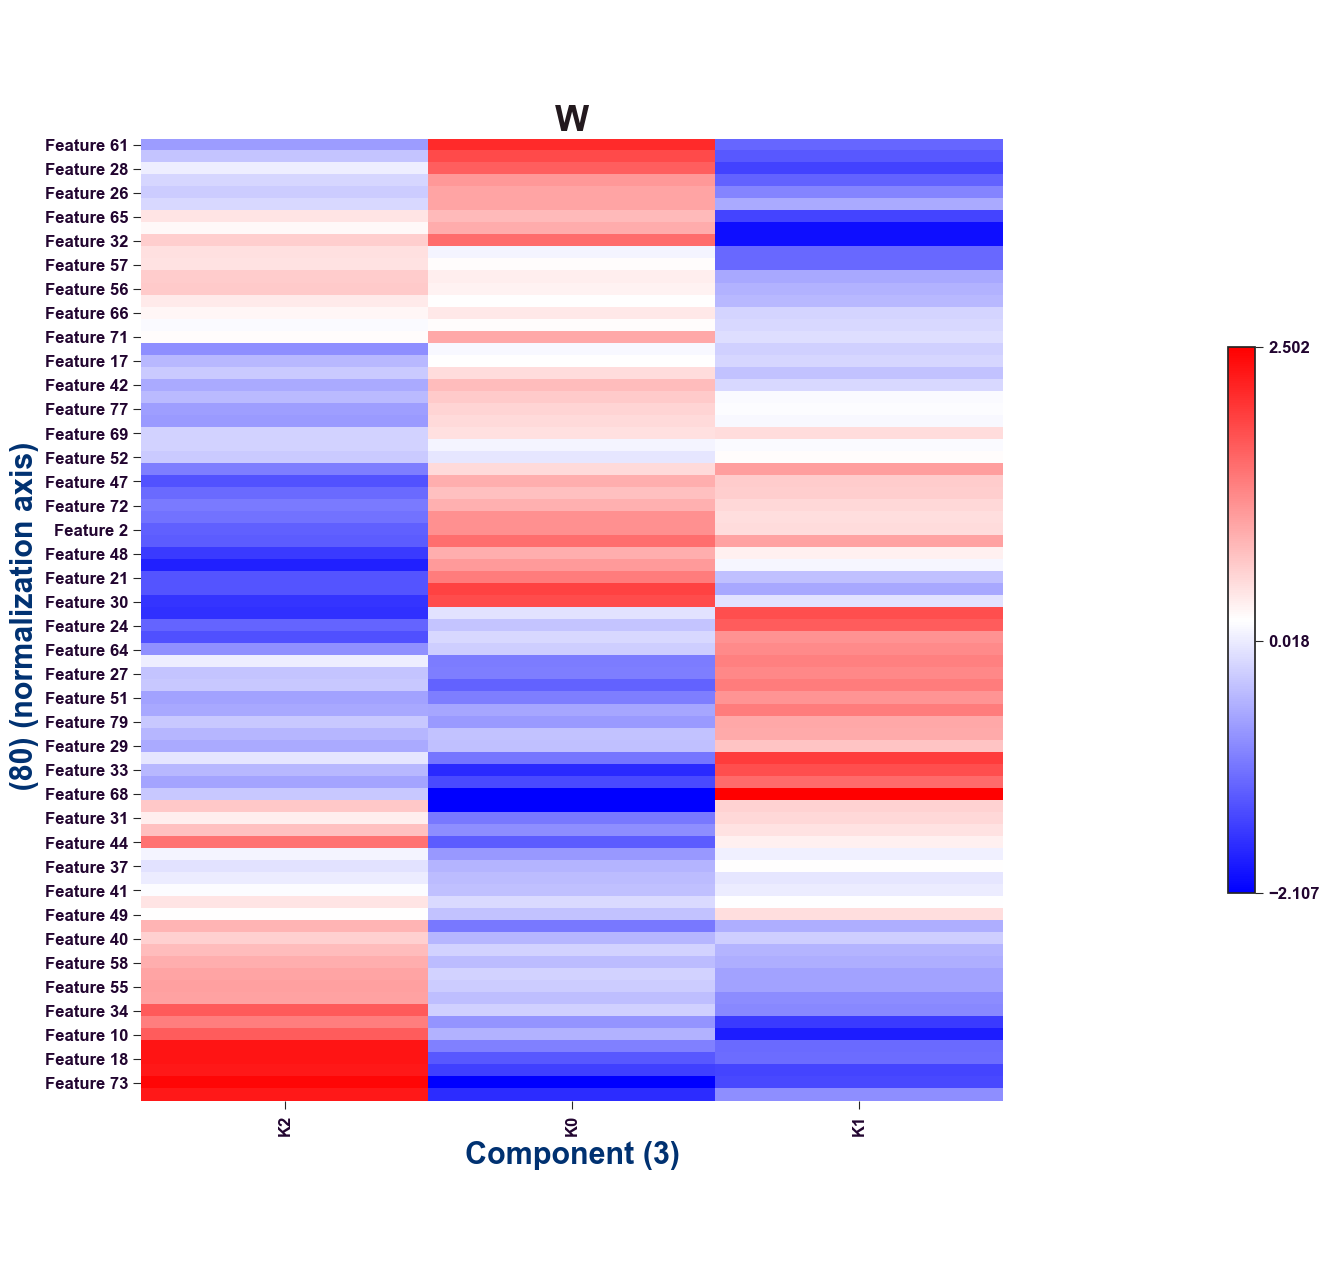 W
Feature 61
Feature 28
Feature 26
Feature 65
Feature 32
Feature 57
Feature 56
Feature 66
Feature 71
Feature 17
Feature 42
Feature 77
Feature 69
Feature 52
Feature 47
Feature 72
Feature 2
Feature 48
Feature 21
Feature 30
Feature 24
Feature 64
Feature 27
Feature 51
Feature 79
Feature 29
Feature 33
Feature 68
Feature 31
Feature 44
Feature 37
Feature 41
Feature 49
Feature 40
Feature 58
Feature 55
Feature 34
Feature 10
Feature 18
Feature 73
(80) (normalization axis)
K2
K0
K1
Component (3)
2.502
0.018
−2.107